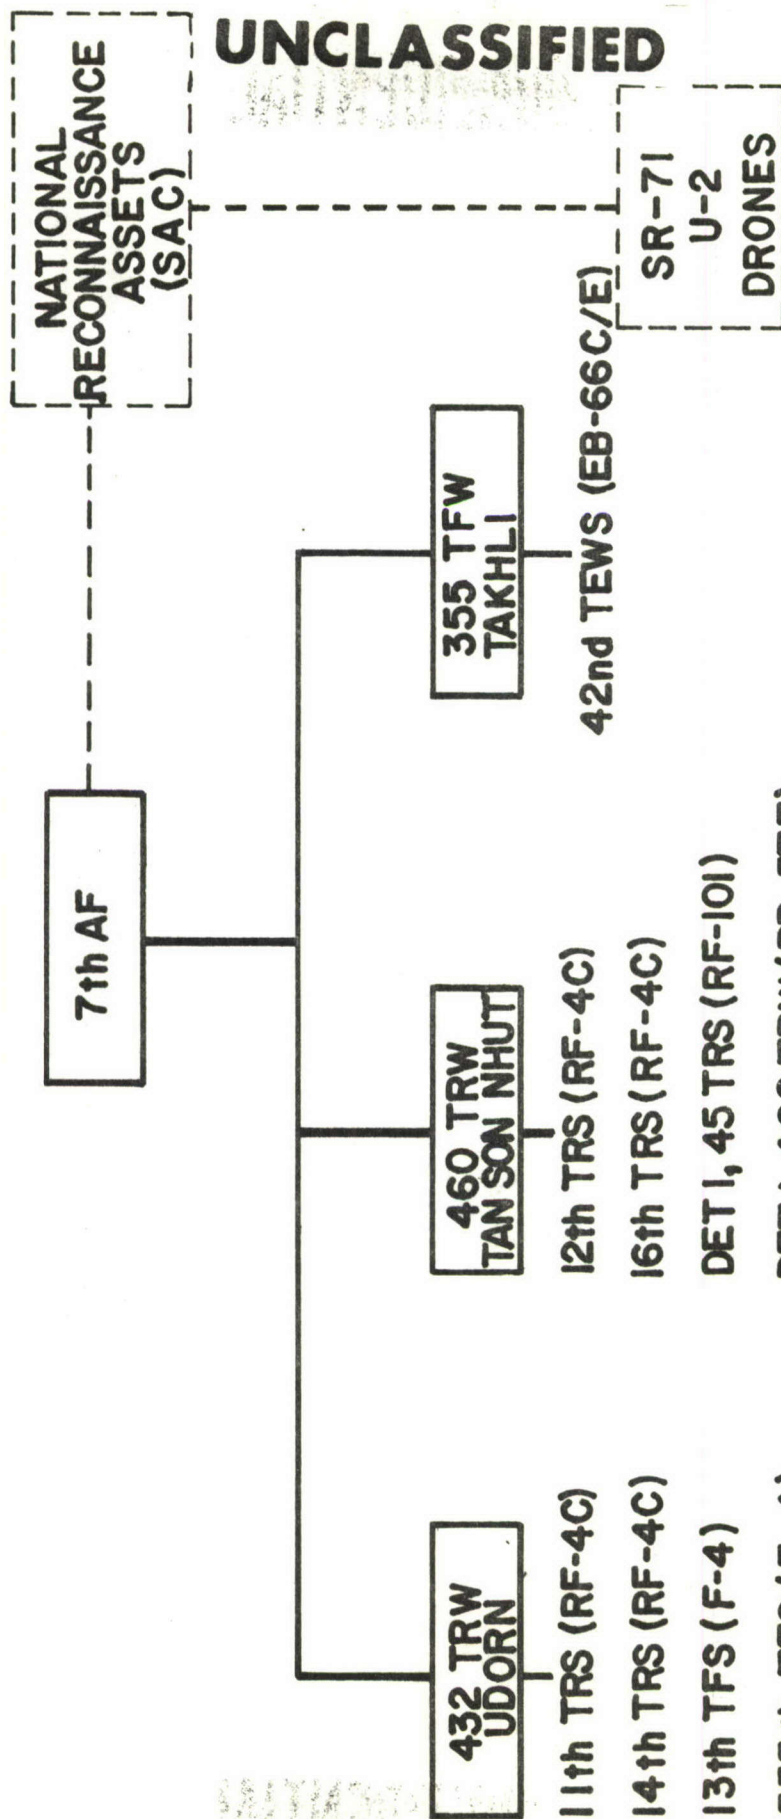 UNCLASSIFIED
NATIONAL
RECONNAISSANCE
ASSETS
(SAC)
7th AF
SR-71
U-2
DRONES
432 TRW
UDORN
11th TRS (RF-4C)
14th TRS (RF-4C)
13th TFS (F-4)
460 TRW
TAN SON NHUT
12th TRS (RF-4C)
16th TRS (RF-4C)
DET 1, 45 TRS (RF-101)
355 TFW
TAKHLI
42nd TEWS (EB-66C/E)